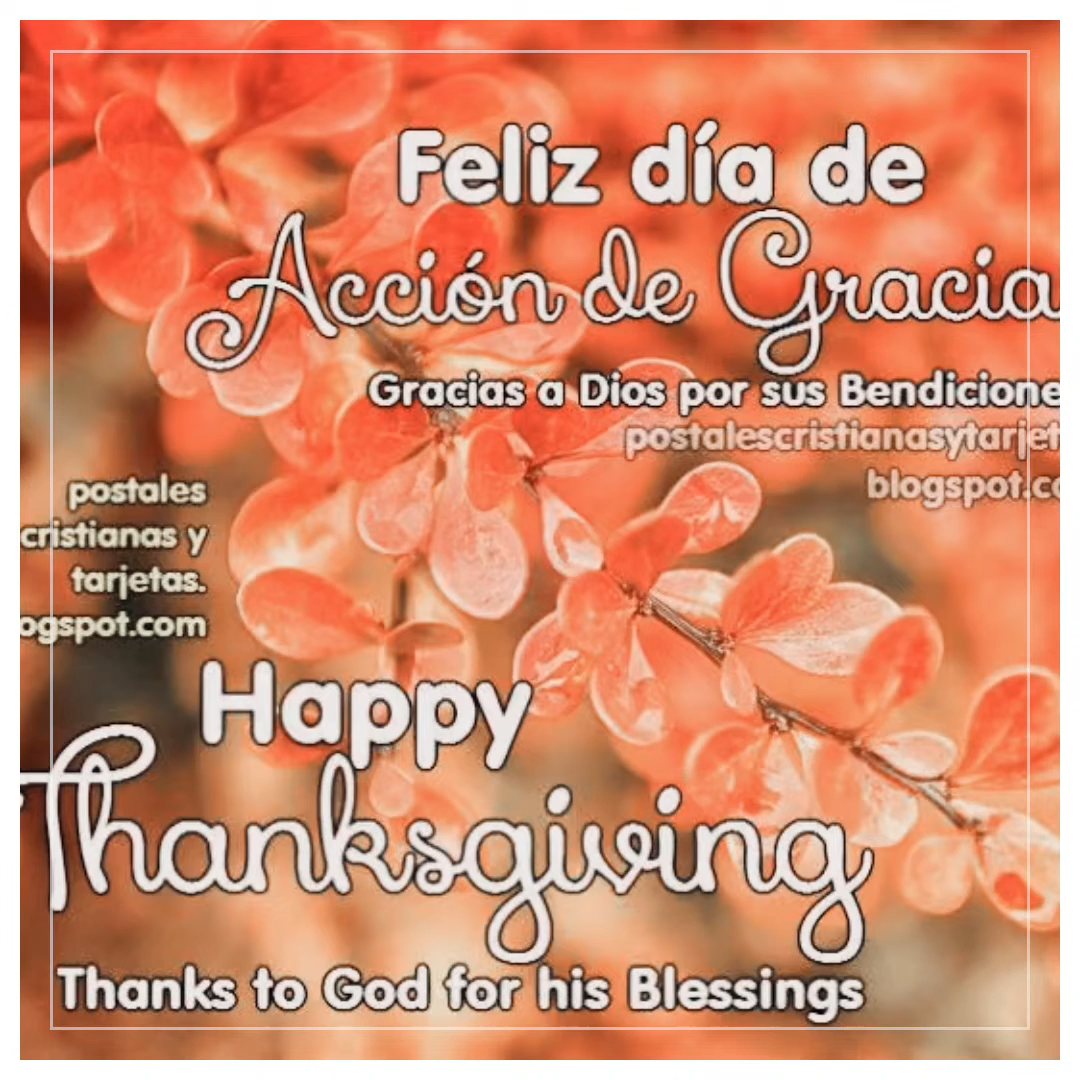 Feliz día de
Acción de Gracia
Gracias a Dios por sus Bendicione
postalescristianasytarjet
blogspot.co
postales
cristianas y
tarjetas.
ogspot.com
Happy
Thanksgiving
Thanks to God for his Blessings